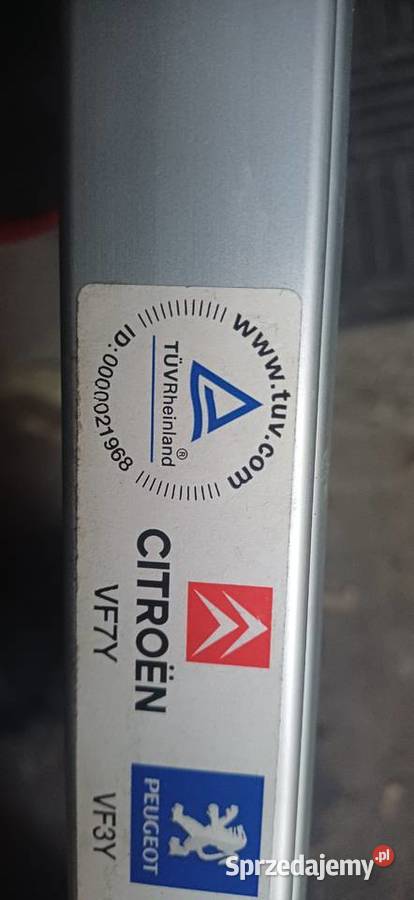 www.tuv.com
TÜVRheinland®
ID:0000021968
CITROËN
VF7Y
PEUGEOT
VF3Y
Sprzedajemy.pl